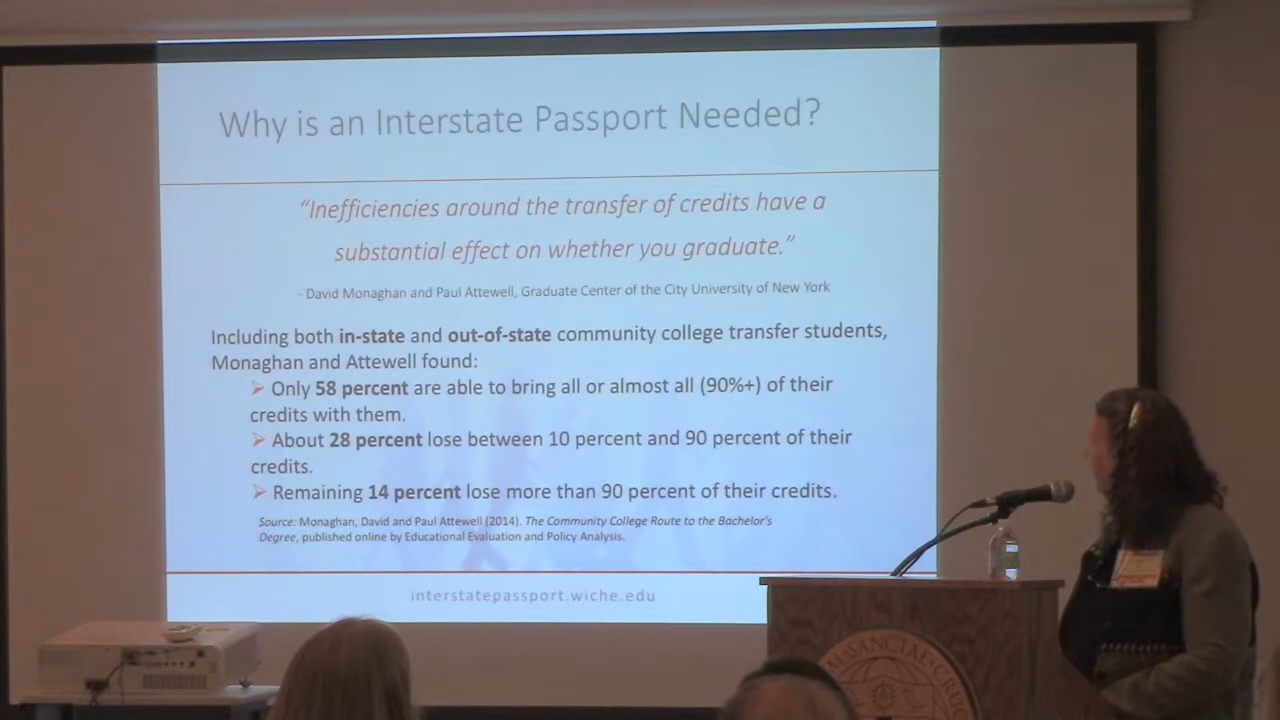 Why is an Interstate Passport Needed?
“Inefficiencies around the transfer of credits have a
substantial effect on whether you graduate.”
- David Monaghan and Paul Attewell, Graduate Center of the City University of New York
Including both in-state and out-of-state community college transfer students,
Monaghan and Attewell found:
➢ Only 58 percent are able to bring all or almost all (90%+) of their
credits with them.
➢ About 28 percent lose between 10 percent and 90 percent of their
credits.
➢ Remaining 14 percent lose more than 90 percent of their credits.
Source: Monaghan, David and Paul Attewell (2014). The Community College Route to the Bachelor's
Degree, published online by Educational Evaluation and Policy Analysis.
interstatepassport.wiche.edu